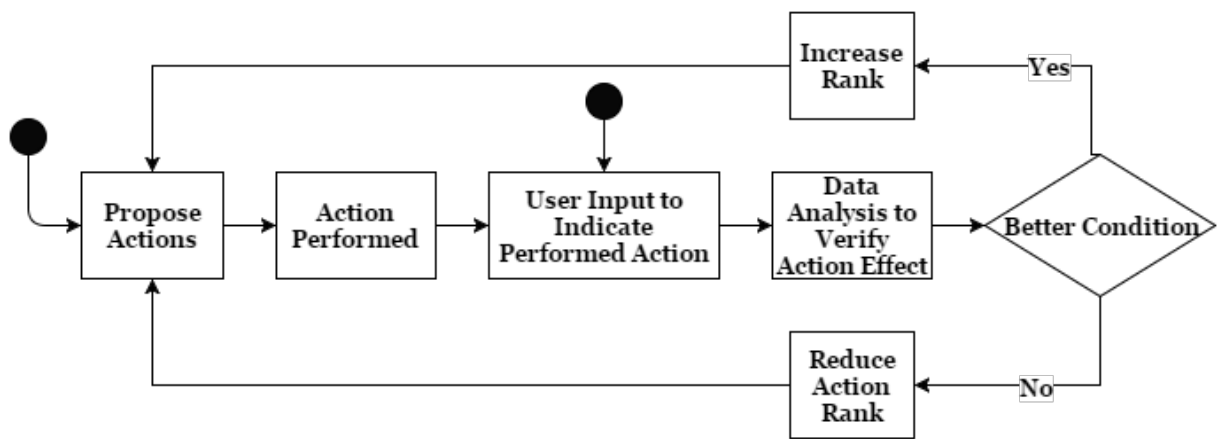 Increase
Rank
Yes
Propose
Actions
Action
Performed
User Input to
Indicate
Performed Action
Data
Analysis to
Verify
Action Effect
Better Condition
Reduce
Action
Rank
No